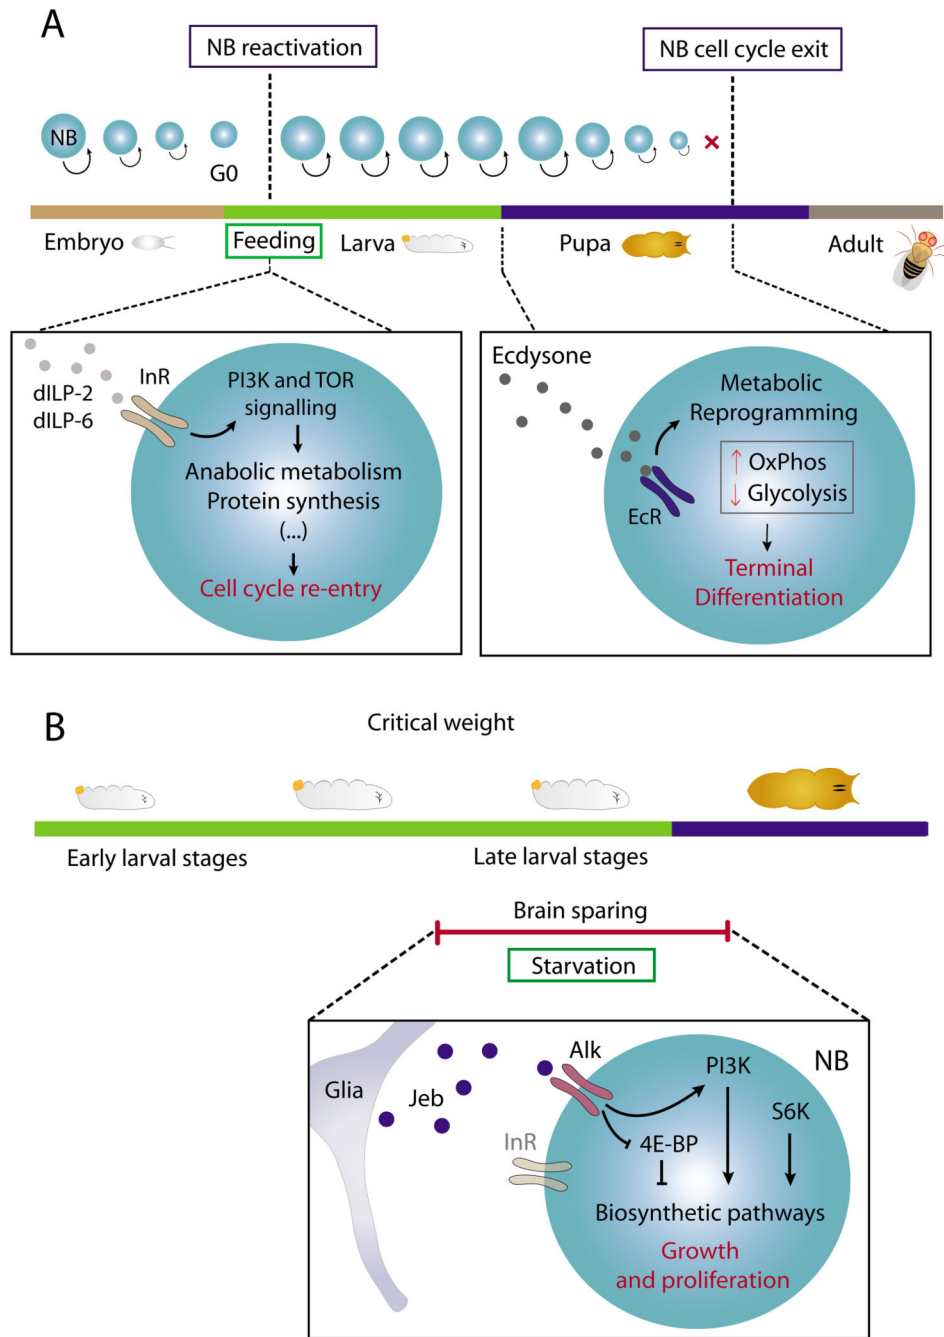 A
NB reactivation
NB cell cycle exit
NB
G0
Embryo
Feeding
Larva
Pupa
Adult
dILP-2
dILP-6
InR
PI3K and TOR
signalling
Anabolic metabolism
Protein synthesis
(...)
Cell cycle re-entry
Ecdysone
EcR
Metabolic
Reprogramming
↑ OxPhos
↓ Glycolysis
Terminal
Differentiation
B
Critical weight
Early larval stages
Late larval stages
Brain sparing
Starvation
Glia
Jeb
Alk
InR
PI3K
NB
S6K
4E-BP
Biosynthetic pathways
Growth
and proliferation